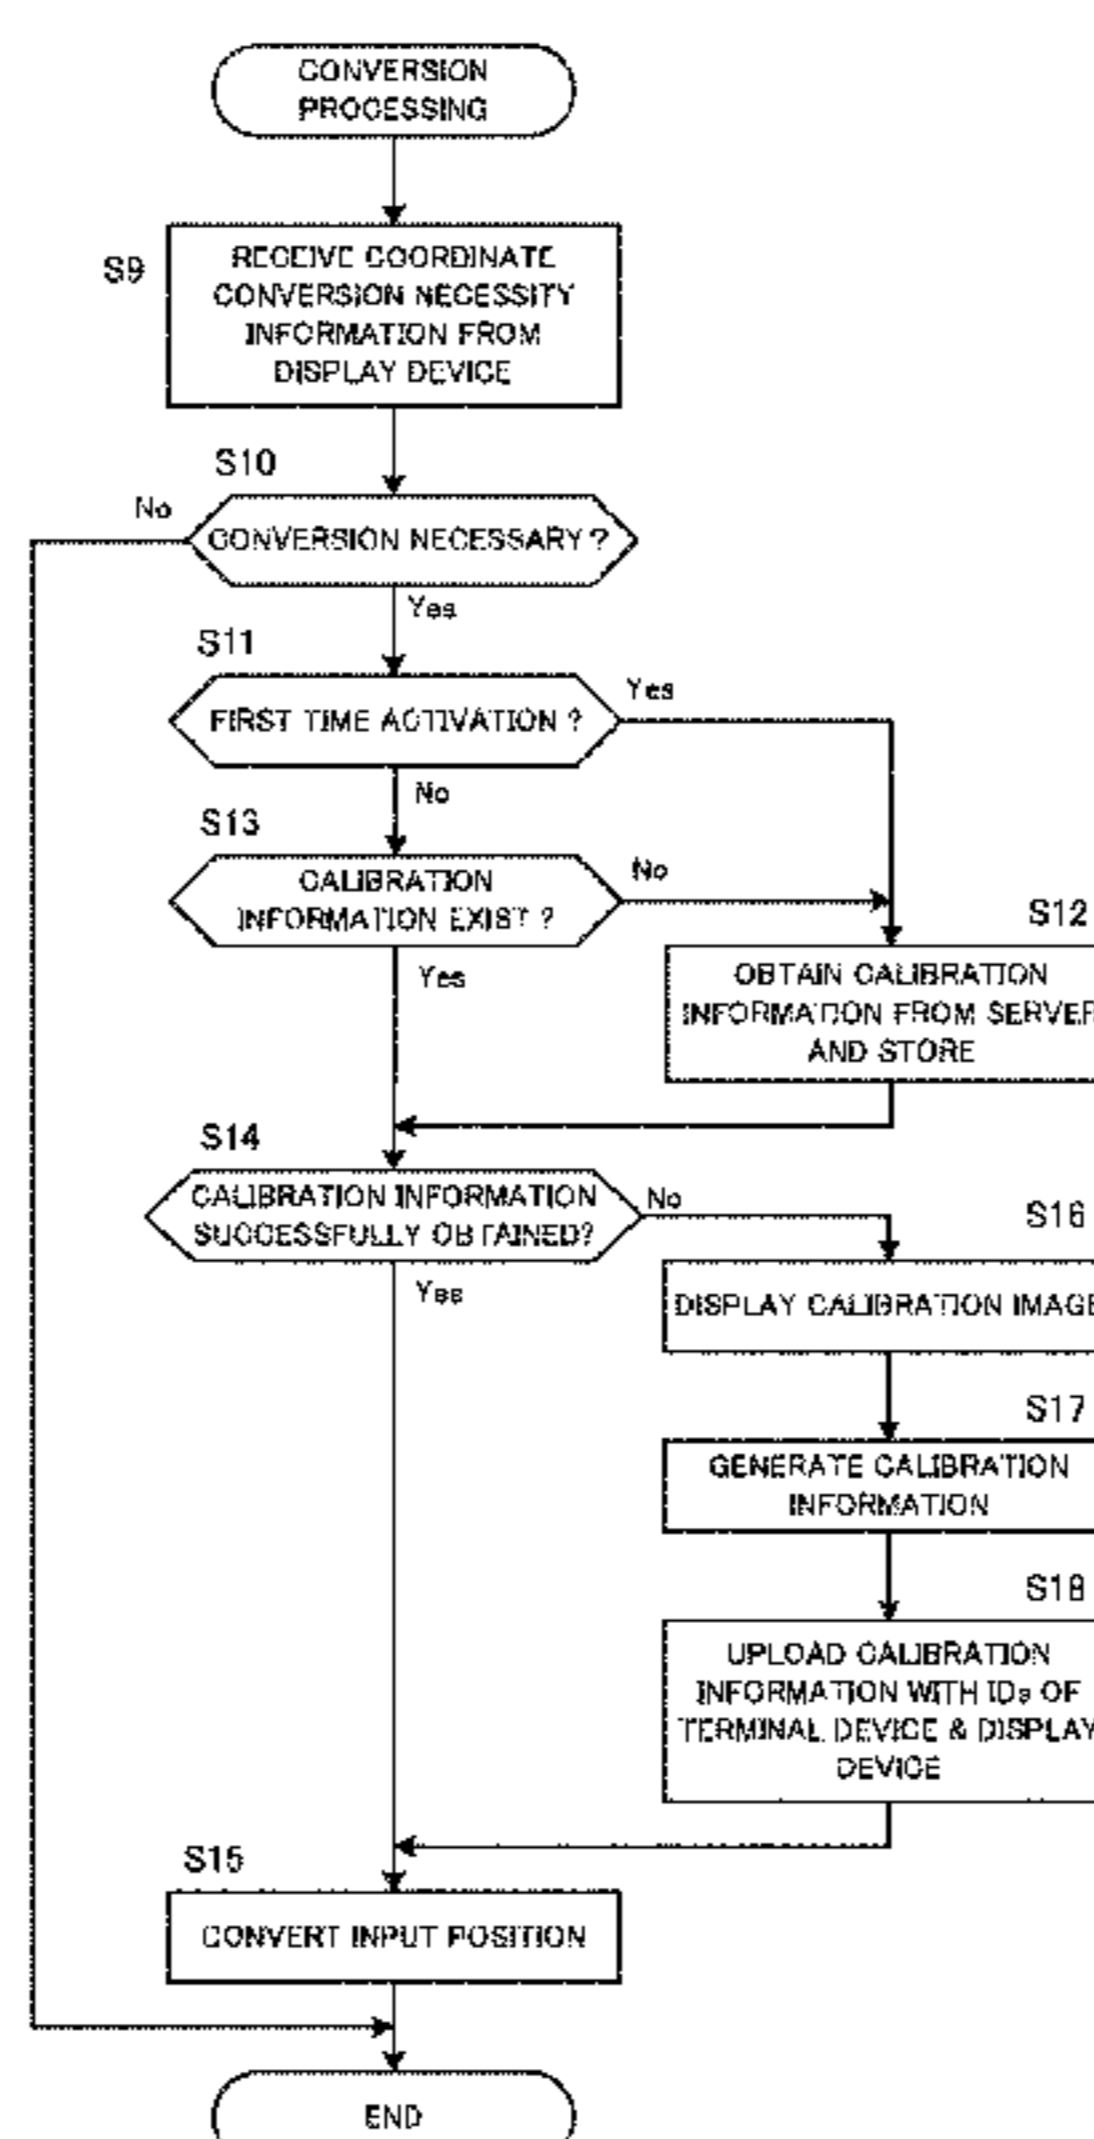 CONVERSION
PROCESSING
S9
RECEIVE COORDINATE
CONVERSION NECESSITY
INFORMATION FROM
DISPLAY DEVICE
S10
No
CONVERSION NECESSARY?
Yes
S11
FIRST TIME ACTIVATION ?
Yes
No
S13
CALIBRATION
INFORMATION EXIST ?
No
Yes
S12
OBTAIN CALIBRATION
INFORMATION FROM SERVER
AND STORE
S14
CALIBRATION INFORMATION
SUCCESSFULLY OBTAINED?
No
Yes
S16
DISPLAY CALIBRATION IMAGE
S17
GENERATE CALIBRATION
INFORMATION
S18
UPLOAD CALIBRATION
INFORMATION WITH IDs OF
TERMINAL DEVICE & DISPLAY
DEVICE
S15
CONVERT INPUT POSITION
END